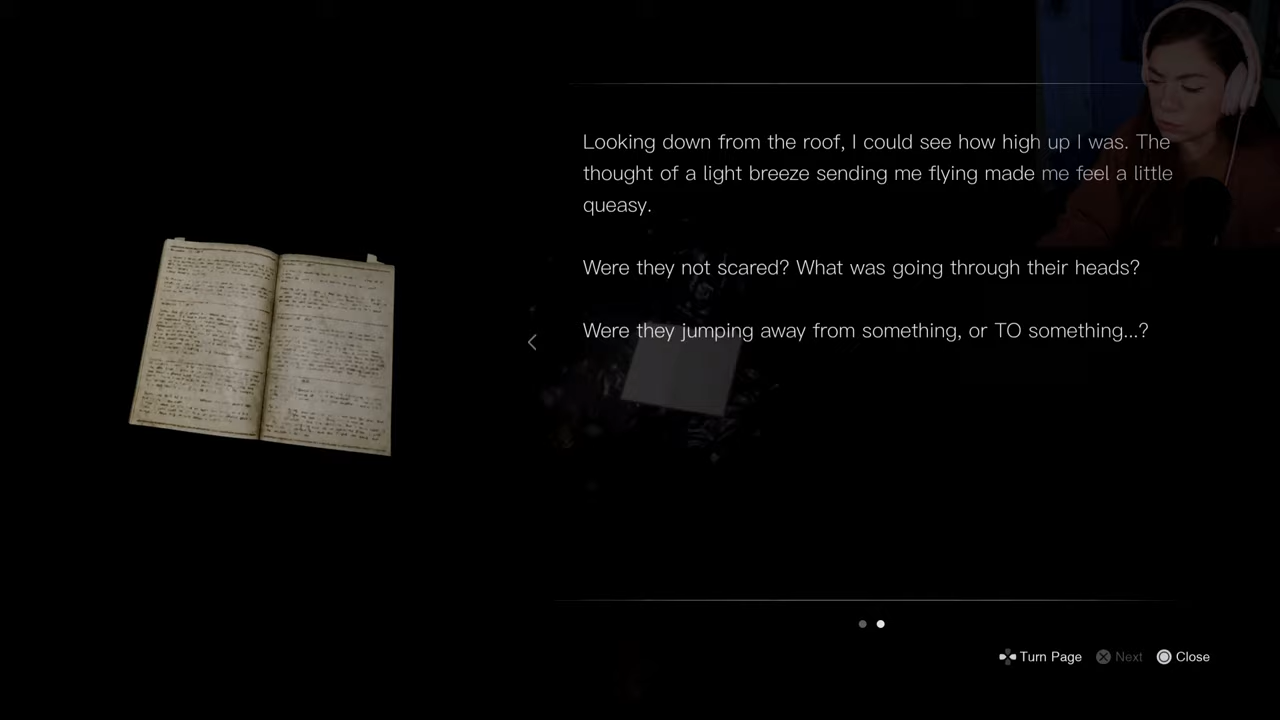 Looking down from the roof, I could see how high up I was. The
thought of a light breeze sending me flying made me feel a little
queasy.
Were they not scared? What was going through their heads?
Were they jumping away from something, or TO something...?
Turn Page
Next
Close